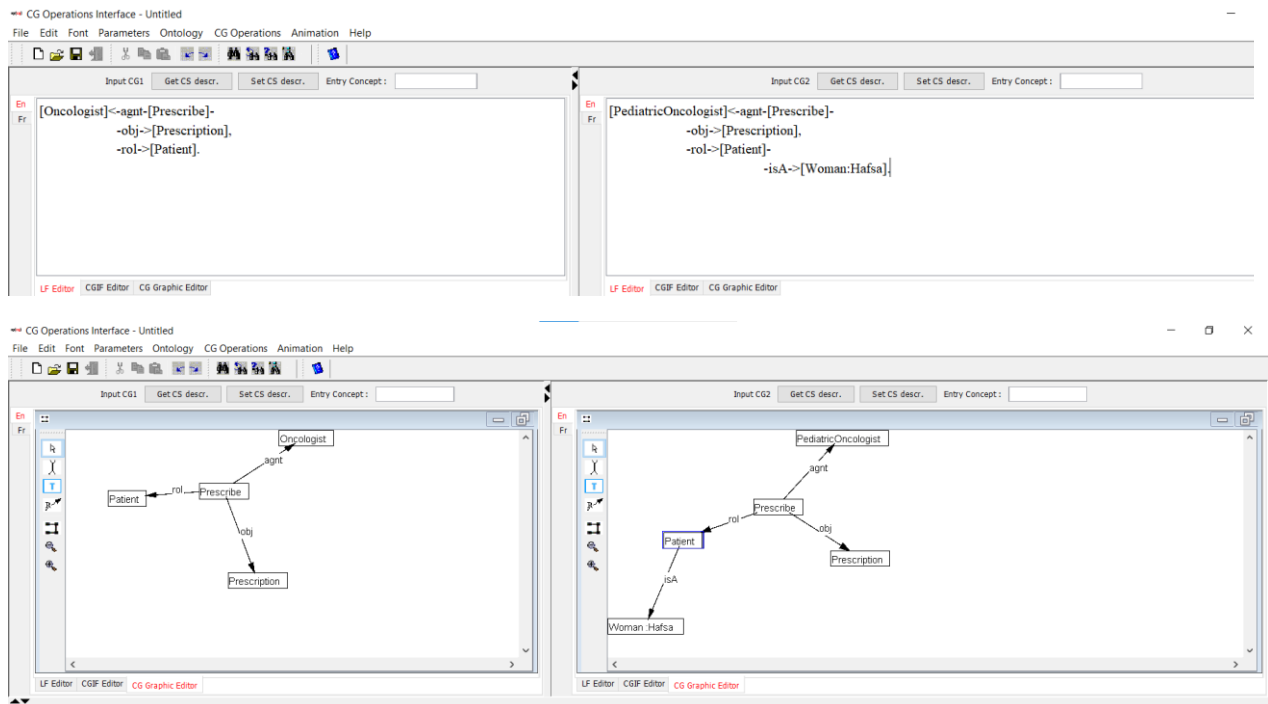 CG Operations Interface - Untitled
File Edit Font Parameters Ontology CG Operations Animation Help
Input CG1 Get CS descr. Set CS descr. Entry Concept :
Input CG2 Get CS descr. Set CS descr. Entry Concept :
En
Fr
[Oncologist]<-agnt-[Prescribe]-
-obj->[Prescription],
-rol->[Patient].
LF Editor CGIF Editor CG Graphic Editor
En
Fr
[PediatricOncologist]<-agnt-[Prescribe]-
-obj->[Prescription],
-rol->[Patient]-
-isA->[Woman:Hafsa].
LF Editor CGIF Editor CG Graphic Editor
CG Operations Interface - Untitled
File Edit Font Parameters Ontology CG Operations Animation Help
Input CG1 Get CS descr. Set CS descr. Entry Concept :
Input CG2 Get CS descr. Set CS descr. Entry Concept :
En
Fr
Oncologist
agnt
Patient
rol
Prescribe
obj
Prescription
LF Editor CGIF Editor CG Graphic Editor
En
Fr
PediatricOncologist
agnt
Prescribe
rol
obj
Patient
Prescription
isA
Woman :Hafsa
LF Editor CGIF Editor CG Graphic Editor